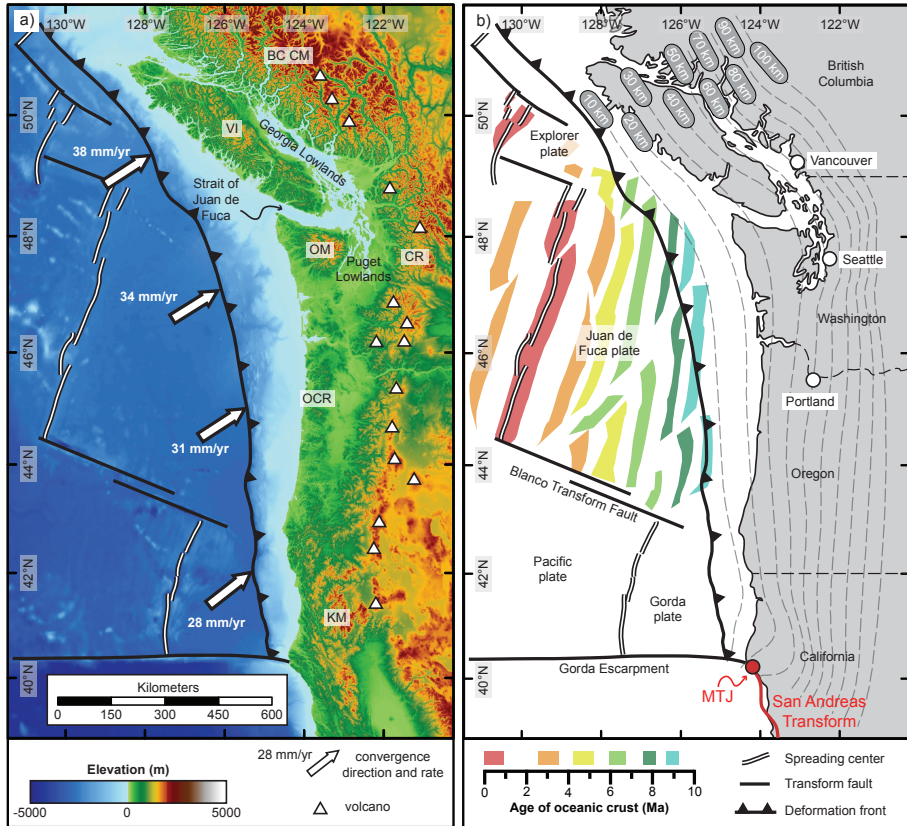 a)
130°W
128°W
126°W
124°W
122°W
50°N
48°N
46°N
44°N
42°N
40°N
BC CM
VI
Georgia Lowlands
38 mm/yr
Strait of
Juan de
Fuca
OM
CR
Puget
Lowlands
34 mm/yr
OCR
31 mm/yr
28 mm/yr
KM
Kilometers
0 150 300 450 600
Elevation (m)
-5000 0 5000
28 mm/yr
convergence
direction and rate
volcano
b)
130°W
128°W
126°W
124°W
122°W
50°N
48°N
46°N
44°N
42°N
40°N
10 km
20 km
30 km
40 km
50 km
60 km
70 km
80 km
90 km
100 km
British
Columbia
Explorer
plate
Vancouver
Seattle
Washington
Juan de
Fuca plate
Portland
Oregon
Blanco Transform Fault
Pacific
plate
Gorda
plate
California
Gorda Escarpment
MTJ
San Andreas
Transform
0 2 4 6 8 10
Age of oceanic crust (Ma)
Spreading center
Transform fault
Deformation front